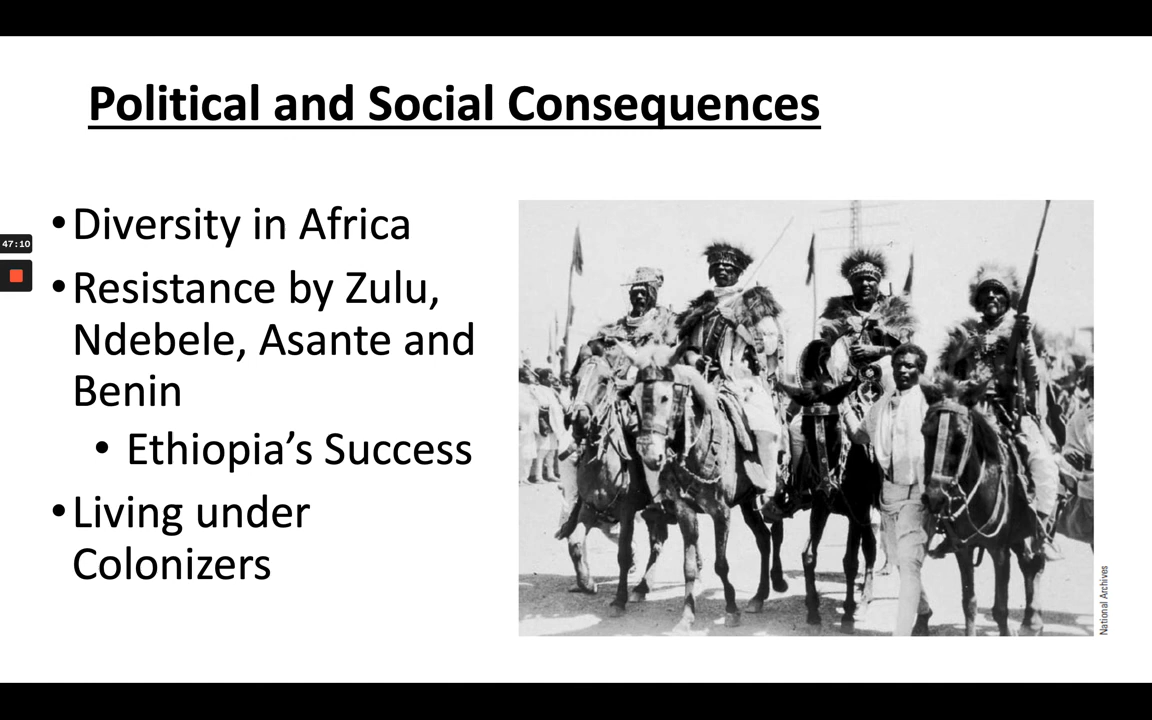 Political and Social Consequences
•Diversity in Africa
•Resistance by Zulu,
Ndebele, Asante and
Benin
• Ethiopia’s Success
•Living under
Colonizers
47:10
National Archives